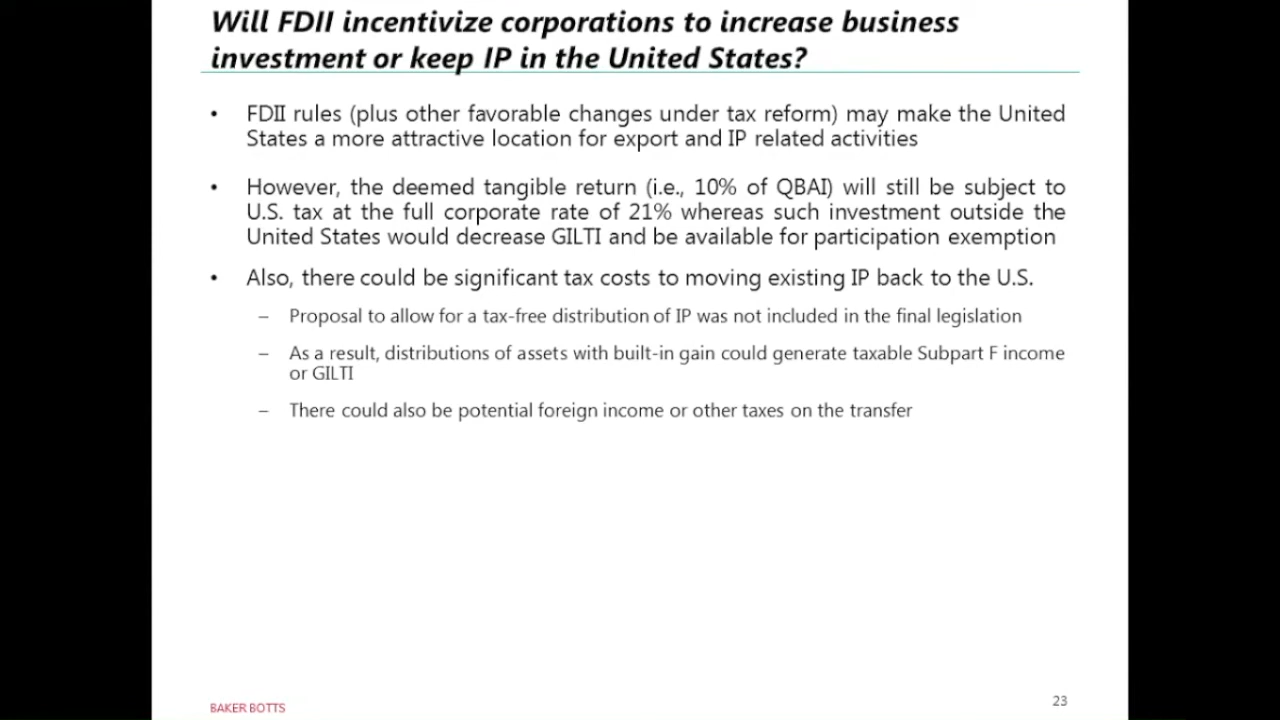 Will FDII incentivize corporations to increase business
investment or keep IP in the United States?
• FDII rules (plus other favorable changes under tax reform) may make the United
States a more attractive location for export and IP related activities
• However, the deemed tangible return (i.e., 10% of QBAI) will still be subject to
U.S. tax at the full corporate rate of 21% whereas such investment outside the
United States would decrease GILTI and be available for participation exemption
• Also, there could be significant tax costs to moving existing IP back to the U.S.
– Proposal to allow for a tax-free distribution of IP was not included in the final legislation
– As a result, distributions of assets with built-in gain could generate taxable Subpart F income
or GILTI
– There could also be potential foreign income or other taxes on the transfer
BAKER BOTTS
23